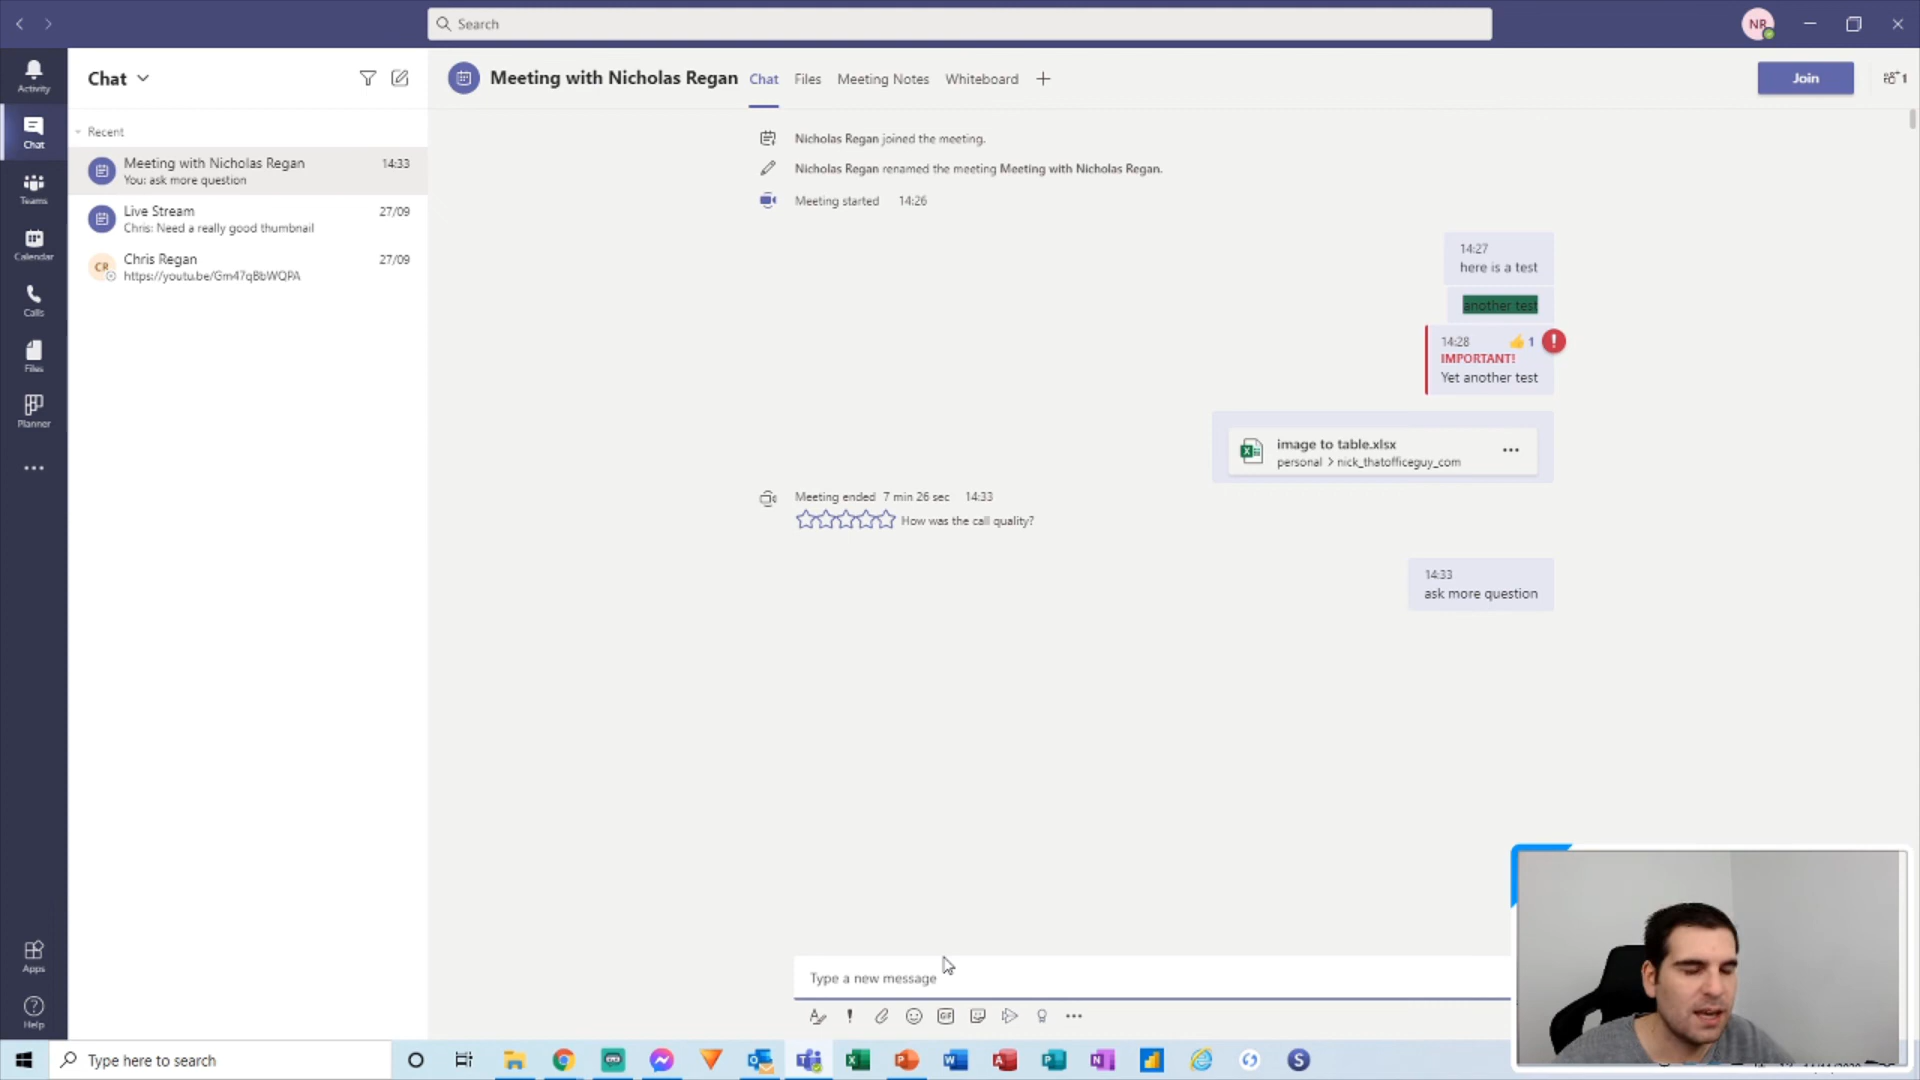 Search
NR
Activity
Chat
Teams
Calendar
Calls
Files
Planner
Apps
Help
Chat
Recent
Meeting with Nicholas Regan 14:33
You: ask more question
Live Stream 27/09
Chris: Need a really good thumbnail
CR
Chris Regan 27/09
https://youtu.be/Gm47qBbWQPA
Meeting with Nicholas Regan Chat Files Meeting Notes Whiteboard
Join
1
Nicholas Regan joined the meeting.
Nicholas Regan renamed the meeting Meeting with Nicholas Regan.
Meeting started 14:26
14:27
here is a test
another test
14:28 1
IMPORTANT!
Yet another test
image to table.xlsx
personal > nick_thatofficeguy_com
Meeting ended 7 min 26 sec 14:33
How was the call quality?
14:33
ask more question
Type a new message
GIF
Type here to search